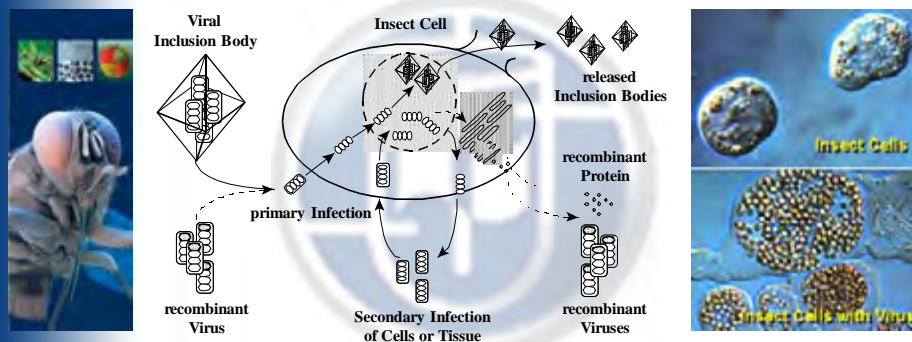 Viral
Inclusion Body
Insect Cell
released
Inclusion Bodies
recombinant
Protein
primary Infection
recombinant
Virus
Secondary Infection
of Cells or Tissue
recombinant
Viruses
Insect Cells
Insect Cells with Virus